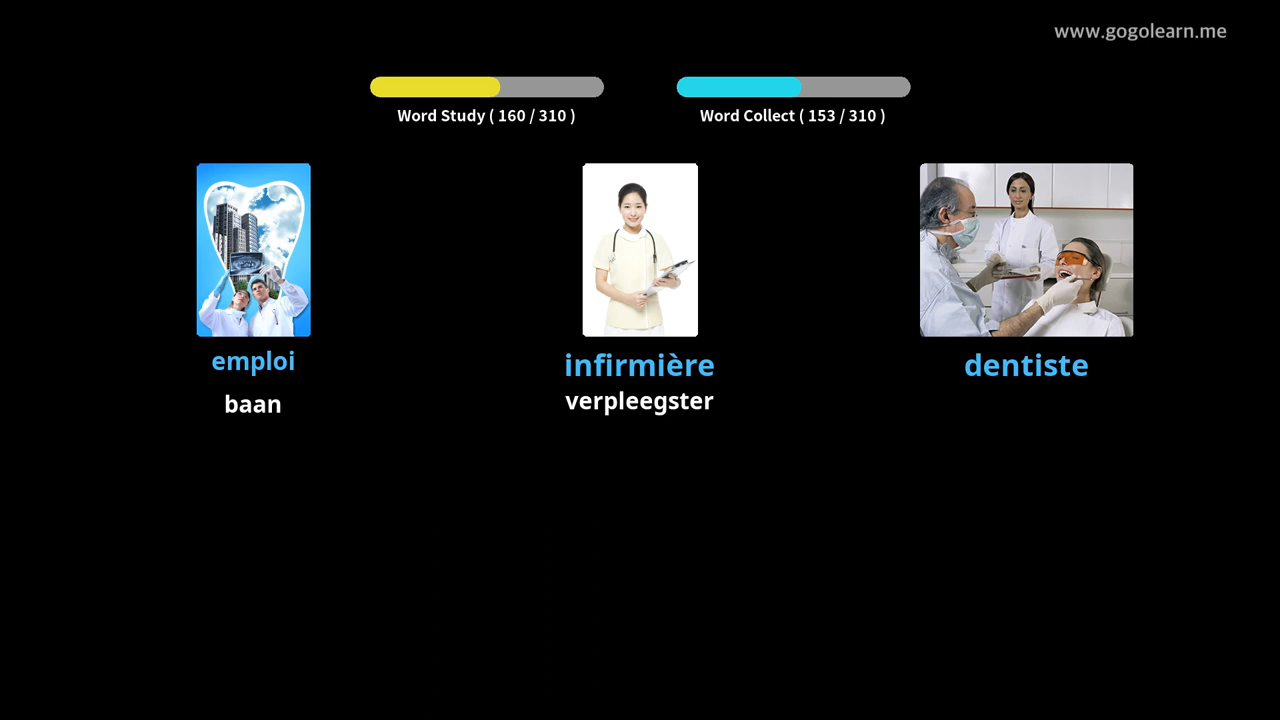 www.gogolearn.me
Word Study ( 160 / 310 )
Word Collect ( 153 / 310 )
emploi
baan
infirmière
verpleegster
dentiste